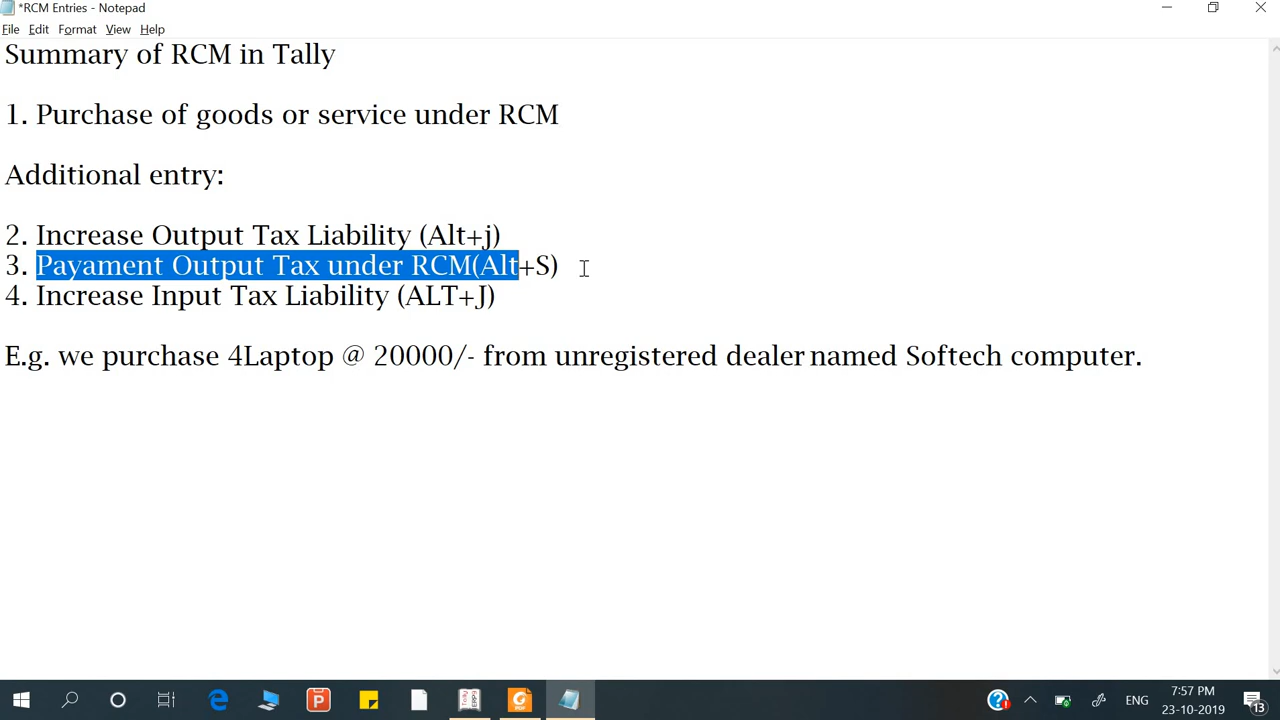 *RCM Entries - Notepad
File Edit Format View Help
Summary of RCM in Tally
1. Purchase of goods or service under RCM
Additional entry:
2. Increase Output Tax Liability (Alt+j)
3. Payament Output Tax under RCM(Alt+S)
4. Increase Input Tax Liability (ALT+J)
E.g. we purchase 4Laptop @ 20000/- from unregistered dealer named Softech computer.
ENG
7:57 PM
23-10-2019
13